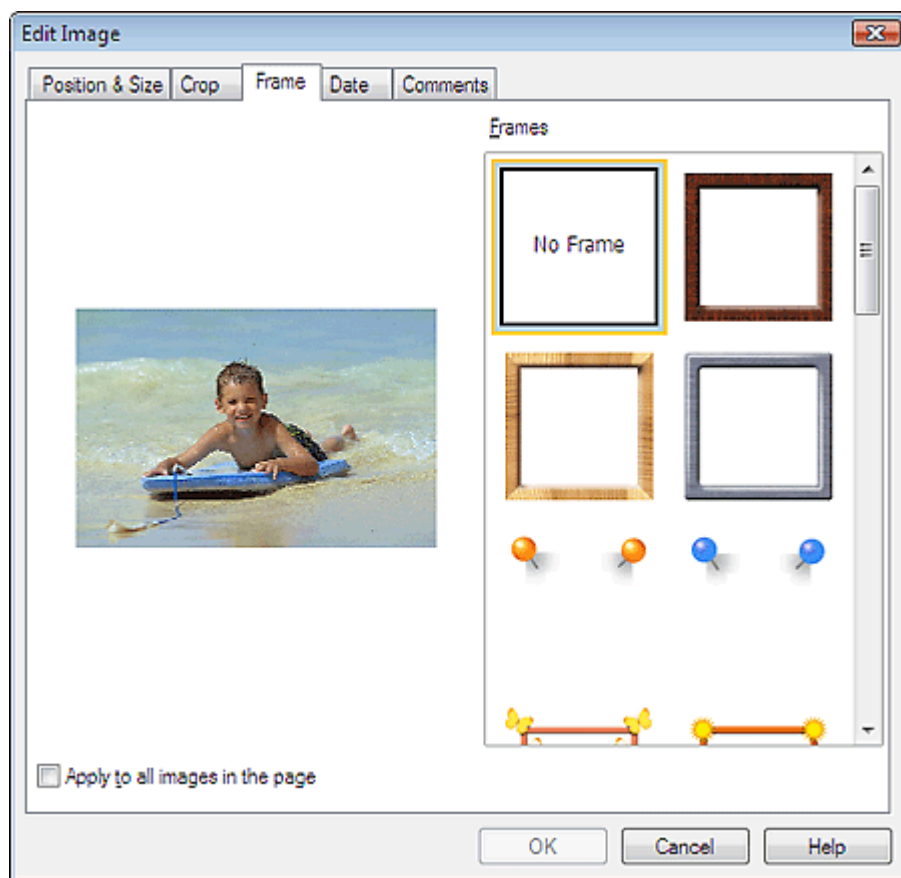 Edit Image
Position & Size Crop Frame Date Comments
Frames
No Frame
Apply to all images in the page
OK Cancel Help